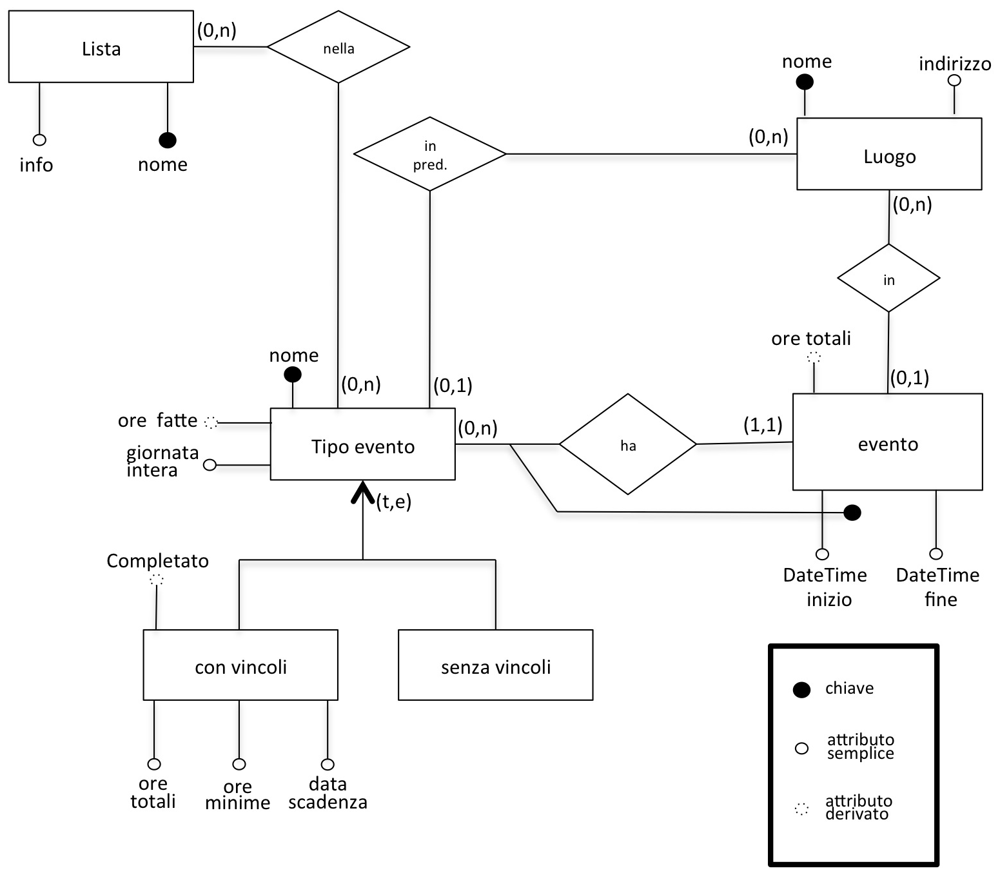 Lista
(0,n)
nella
info
nome
nome
indirizzo
in
pred.
(0,n)
Luogo
(0,n)
in
ore totali
(0,1)
nome
(0,n)
(0,1)
ore fatte
giornata
intera
Tipo evento
(0,n)
ha
(1,1)
evento
(t,e)
DateTime
inizio
DateTime
fine
Completato
con vincoli
senza vincoli
ore
totali
ore
minime
data
scadenza
chiave
attributo
semplice
attributo
derivato